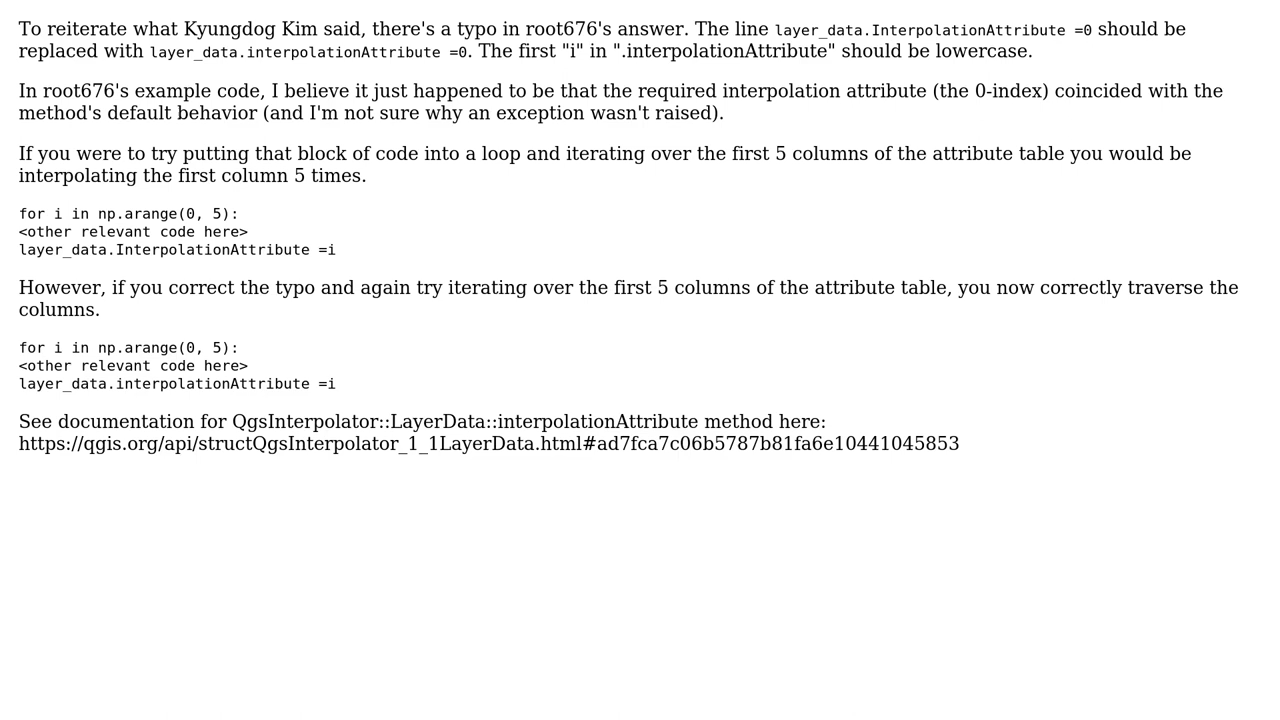 To reiterate what Kyungdog Kim said, there's a typo in root676's answer. The line layer_data.InterpolationAttribute =0 should be
replaced with layer_data.interpolationAttribute =0. The first "i" in ".interpolationAttribute" should be lowercase.
In root676's example code, I believe it just happened to be that the required interpolation attribute (the 0-index) coincided with the
method's default behavior (and I'm not sure why an exception wasn't raised).
If you were to try putting that block of code into a loop and iterating over the first 5 columns of the attribute table you would be
interpolating the first column 5 times.
for i in np.arange(0, 5):
<other relevant code here>
layer_data.InterpolationAttribute =i
However, if you correct the typo and again try iterating over the first 5 columns of the attribute table, you now correctly traverse the
columns.
for i in np.arange(0, 5):
<other relevant code here>
layer_data.interpolationAttribute =i
See documentation for QgsInterpolator::LayerData::interpolationAttribute method here:
https://qgis.org/api/structQgsInterpolator_1_1LayerData.html#ad7fca7c06b5787b81fa6e10441045853